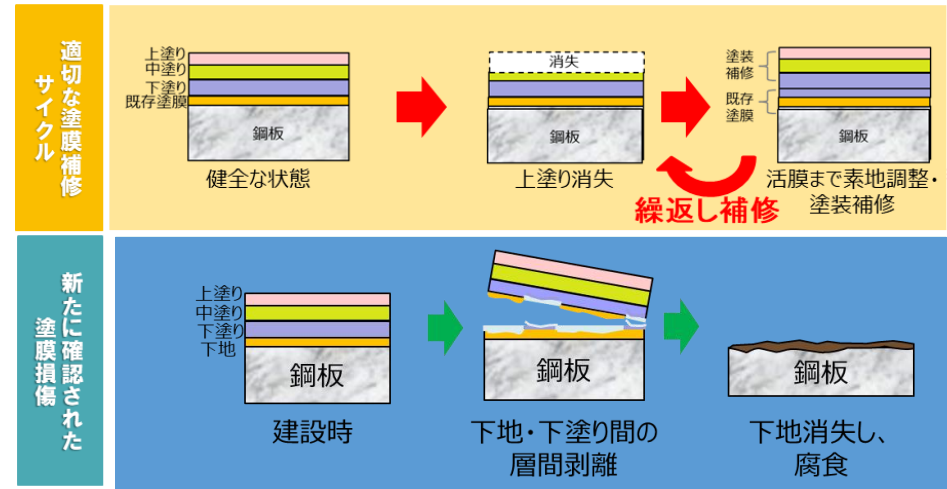 適切な塗膜補修
サイクル
上塗り
中塗り
下塗り
既存塗膜
鋼板
健全な状態
消失
鋼板
上塗り消失
塗装
補修
既存
塗膜
鋼板
活膜まで素地調整・
塗装補修
繰返し補修
新たに確認された
塗膜損傷
上塗り
中塗り
下塗り
下地
鋼板
建設時
鋼板
下地・下塗り間の
層間剥離
鋼板
下地消失し、
腐食